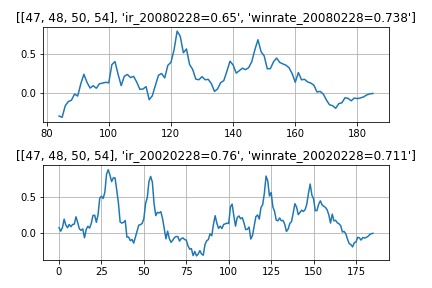 [[47, 48, 50, 54], 'ir_20080228=0.65', 'winrate_20080228=0.738']
0.5
0.0
80 100 120 140 160 180
[[47, 48, 50, 54], 'ir_20020228=0.76', 'winrate_20020228=0.711']
0.5
0.0
0 25 50 75 100 125 150 175